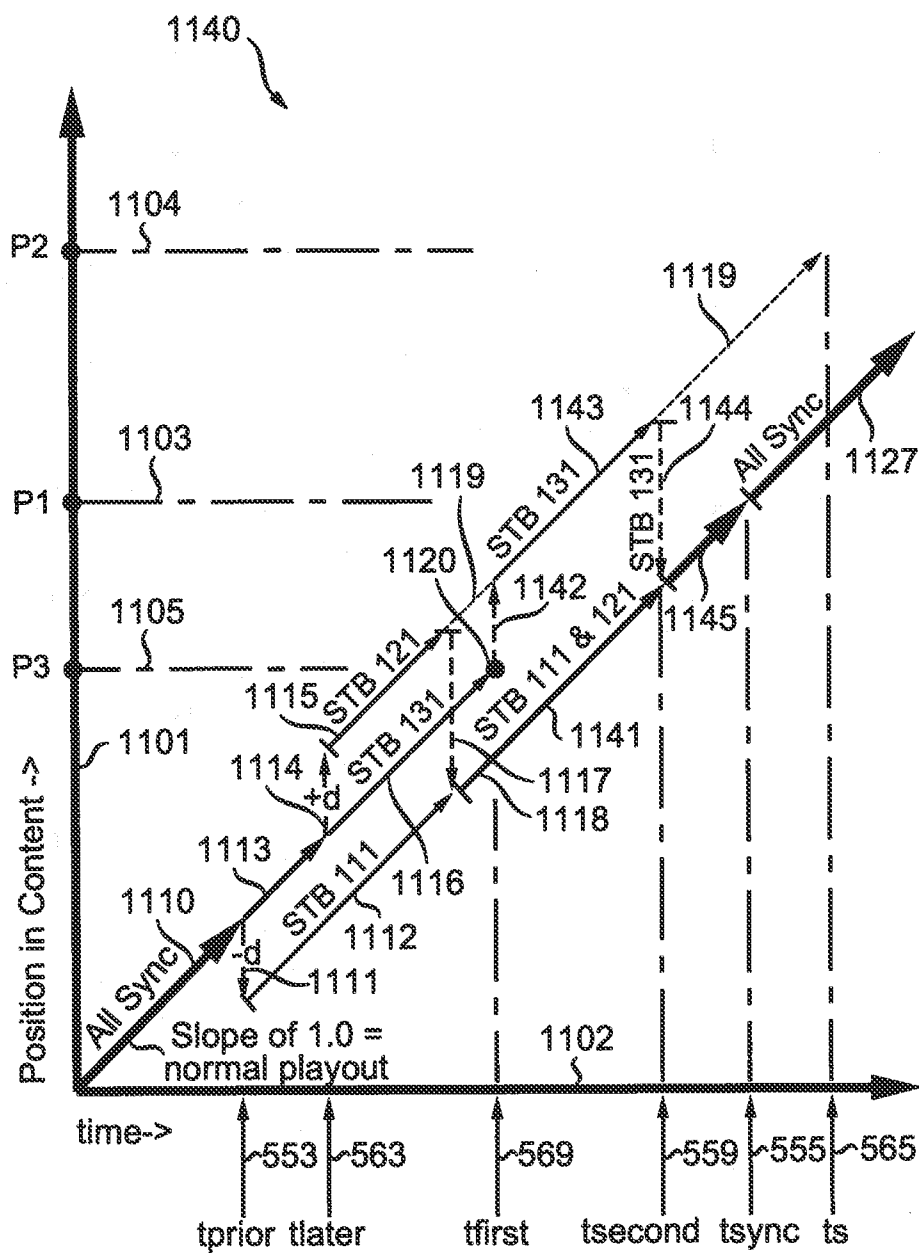 1140
1104
P2
1119
1143
1144
1103
All Sync
1127
P1
1119
STB 131
STB 131
1120
1142
1105
1145
P3
STB 121
STB 111 & 121
1115
STB 131
1141
1101
1114
+d
1117
1118
1113
STB 111
1116
1110
1112
-d
1111
Position in Content ->
All Sync
Slope of 1.0 =
normal playout
1102
time->
553
563
569
559
555
565
tprior
tlater
tfirst
tsecond
tsync
ts